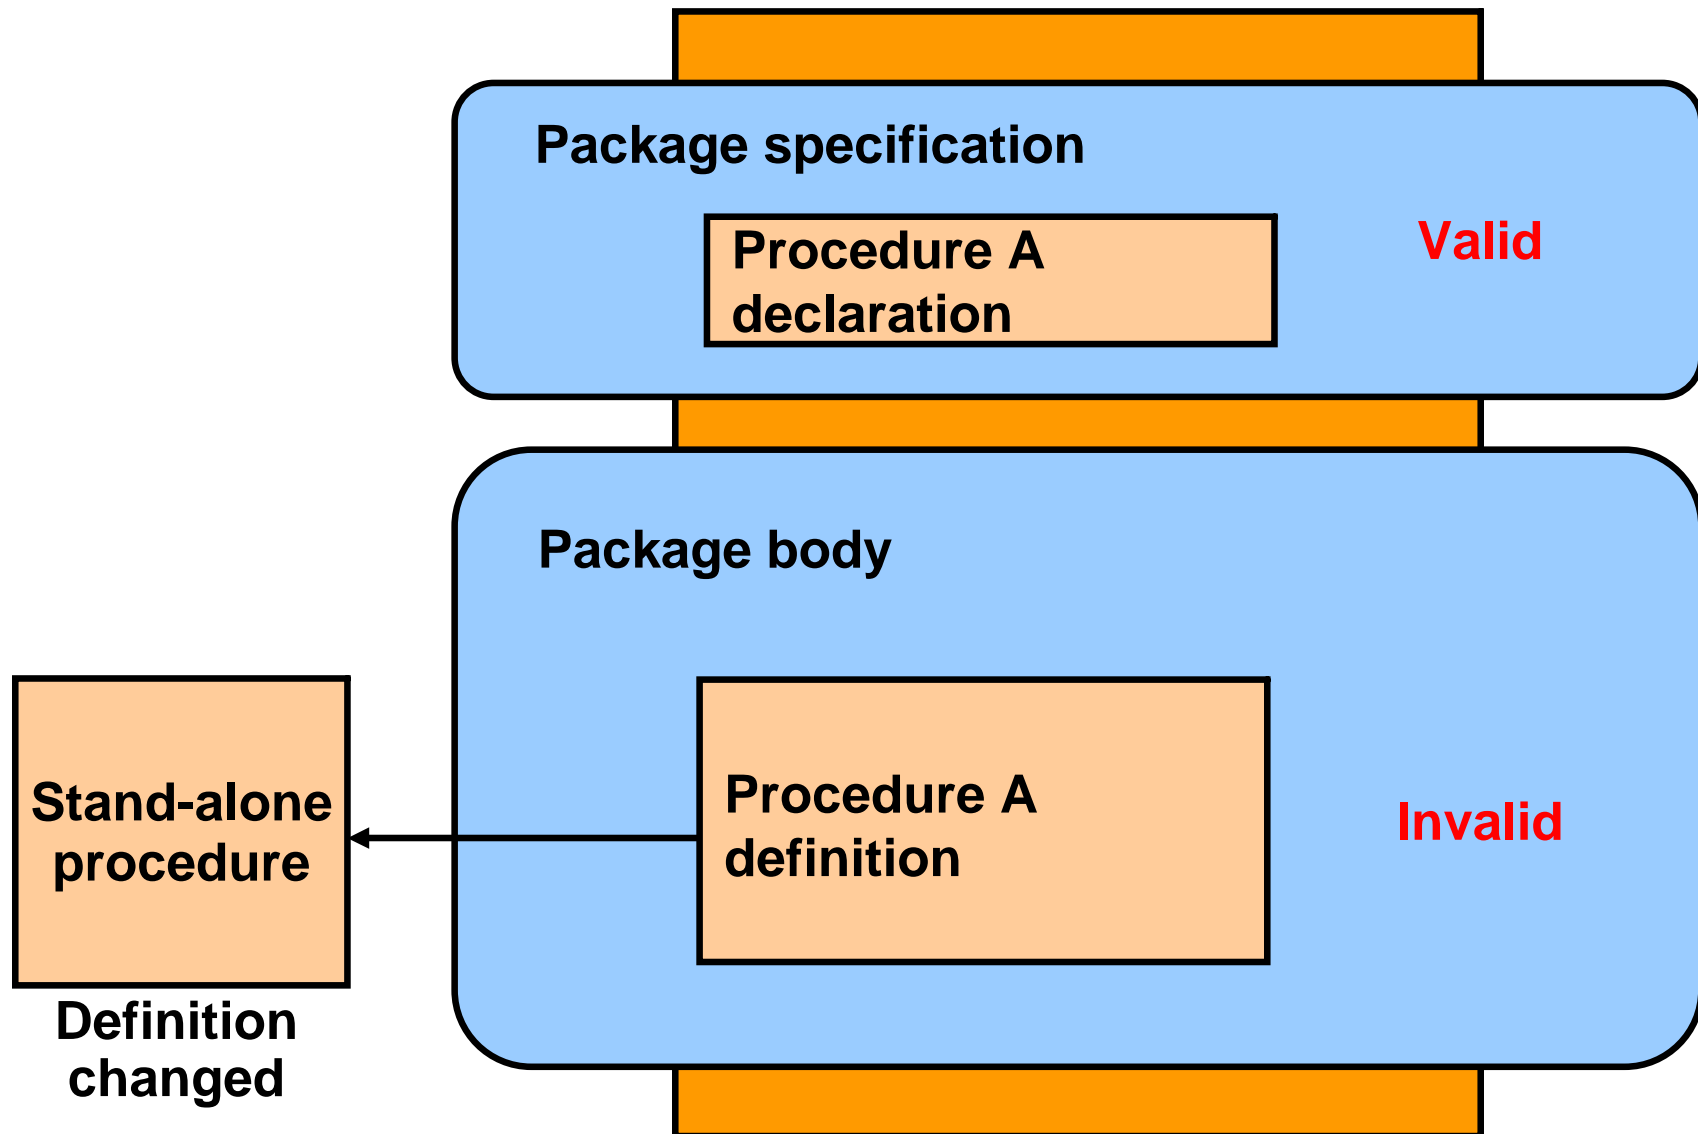 Package specification
Procedure A
declaration
Valid
Package body
Stand-alone
procedure
Procedure A
definition
Invalid
Definition
changed